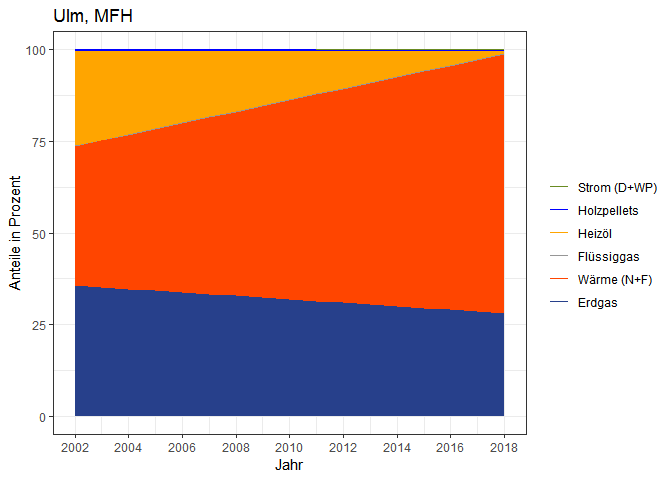 Ulm, MFH
100
75
50
25
0
Anteile in Prozent
2002 2004 2006 2008 2010 2012 2014 2016 2018
Jahr
Strom (D+WP)
Holzpellets
Heizöl
Flüssiggas
Wärme (N+F)
Erdgas